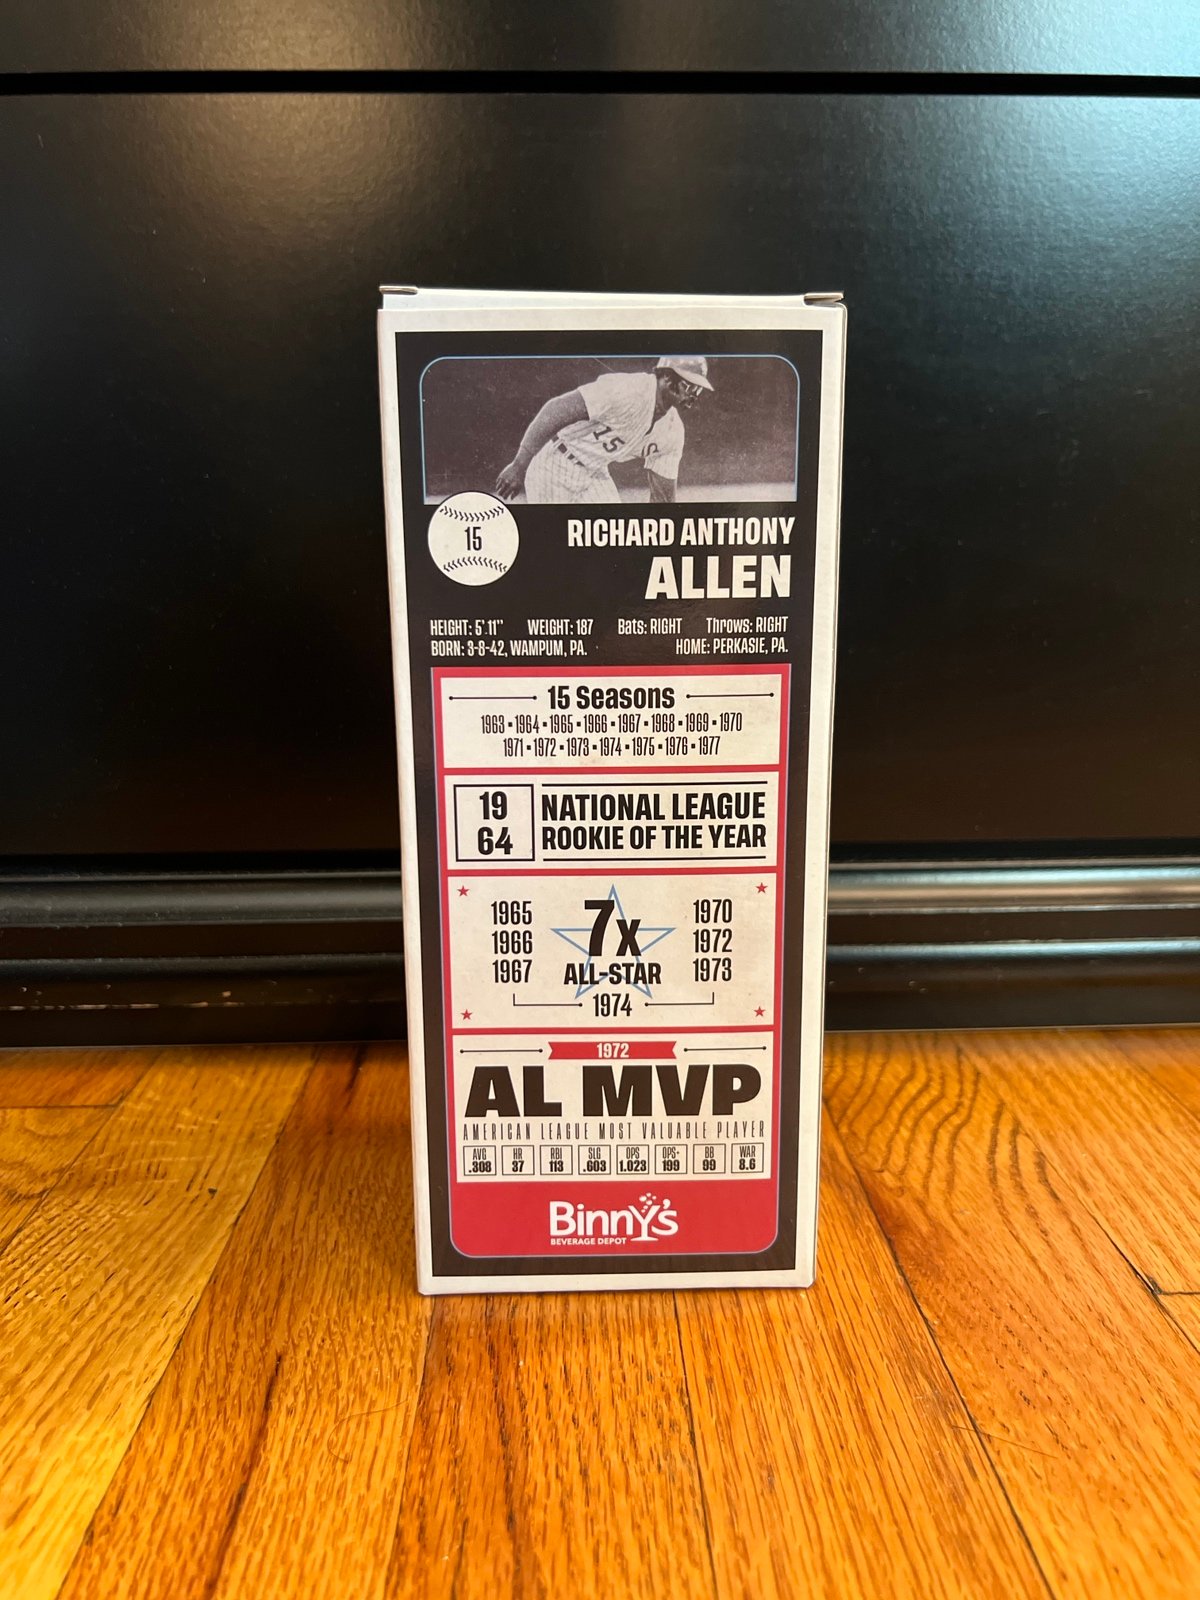 15
15
RICHARD ANTHONY
ALLEN
HEIGHT: 5' 11" WEIGHT: 187 Bats: RIGHT Throws: RIGHT
BORN: 3-8-42, WAMPUM, PA. HOME: PERKASIE, PA.
15 Seasons
1963 ▪ 1964 ▪ 1965 ▪ 1966 ▪ 1967 ▪ 1968 ▪ 1969 ▪ 1970
1971 ▪ 1972 ▪ 1973 ▪ 1974 ▪ 1975 ▪ 1976 ▪ 1977
19
64
NATIONAL LEAGUE
ROOKIE OF THE YEAR
1965
1966
1967
7x
ALL-STAR
1970
1972
1973
1974
1972
AL MVP
AMERICAN LEAGUE MOST VALUABLE PLAYER
AVG HR RBI SLG OPS OPS+ BB WAR
.308 37 113 .603 1.023 199 99 8.6
Binny's
BEVERAGE DEPOT